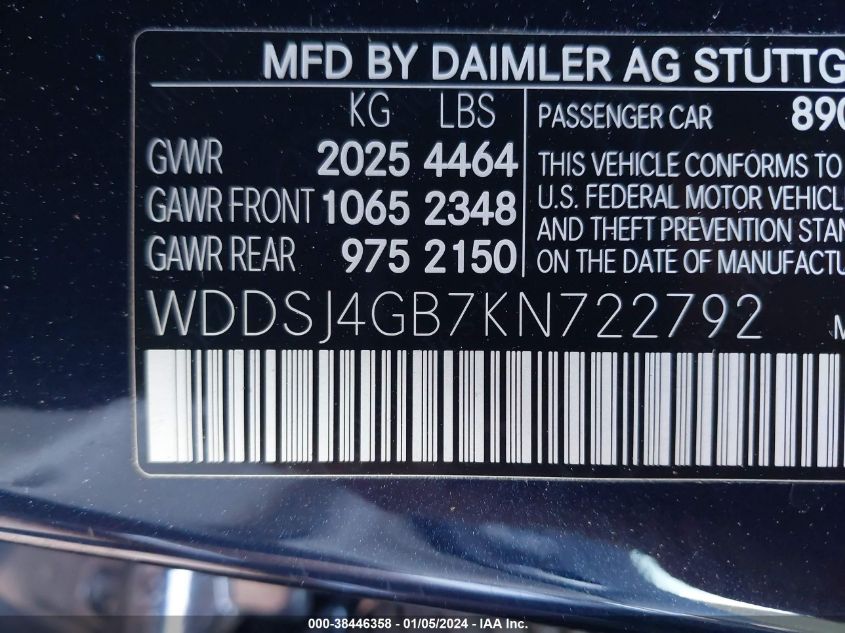 MFD BY DAIMLER AG STUTTG
KG LBS
GVWR 2025 4464
GAWR FRONT 1065 2348
GAWR REAR 975 2150
PASSENGER CAR 890
THIS VEHICLE CONFORMS TO
U.S. FEDERAL MOTOR VEHICL
AND THEFT PREVENTION STAN
ON THE DATE OF MANUFACTU
WDDSJ4GB7KN722792 M
000-38446358 - 01/05/2024 - IAA Inc.